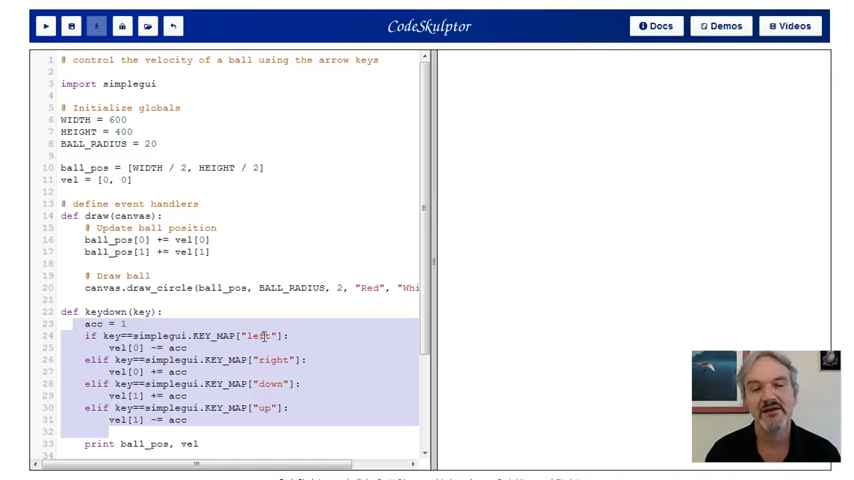 CodeSkulptor
Docs
Demos
Videos
1 # control the velocity of a ball using the arrow keys
2
3 import simplegui
4
5 # Initialize globals
6 WIDTH = 600
7 HEIGHT = 400
8 BALL_RADIUS = 20
9
10 ball_pos = [WIDTH / 2, HEIGHT / 2]
11 vel = [0, 0]
12
13 # define event handlers
14 def draw(canvas):
15 # Update ball position
16 ball_pos[0] += vel[0]
17 ball_pos[1] += vel[1]
18
19 # Draw ball
20 canvas.draw_circle(ball_pos, BALL_RADIUS, 2, "Red", "Whi
21
22 def keydown(key):
23 acc = 1
24 if key==simplegui.KEY_MAP["left"]:
25 vel[0] -= acc
26 elif key==simplegui.KEY_MAP["right"]:
27 vel[0] += acc
28 elif key==simplegui.KEY_MAP["down"]:
29 vel[1] += acc
30 elif key==simplegui.KEY_MAP["up"]:
31 vel[1] -= acc
32
33 print ball_pos, vel